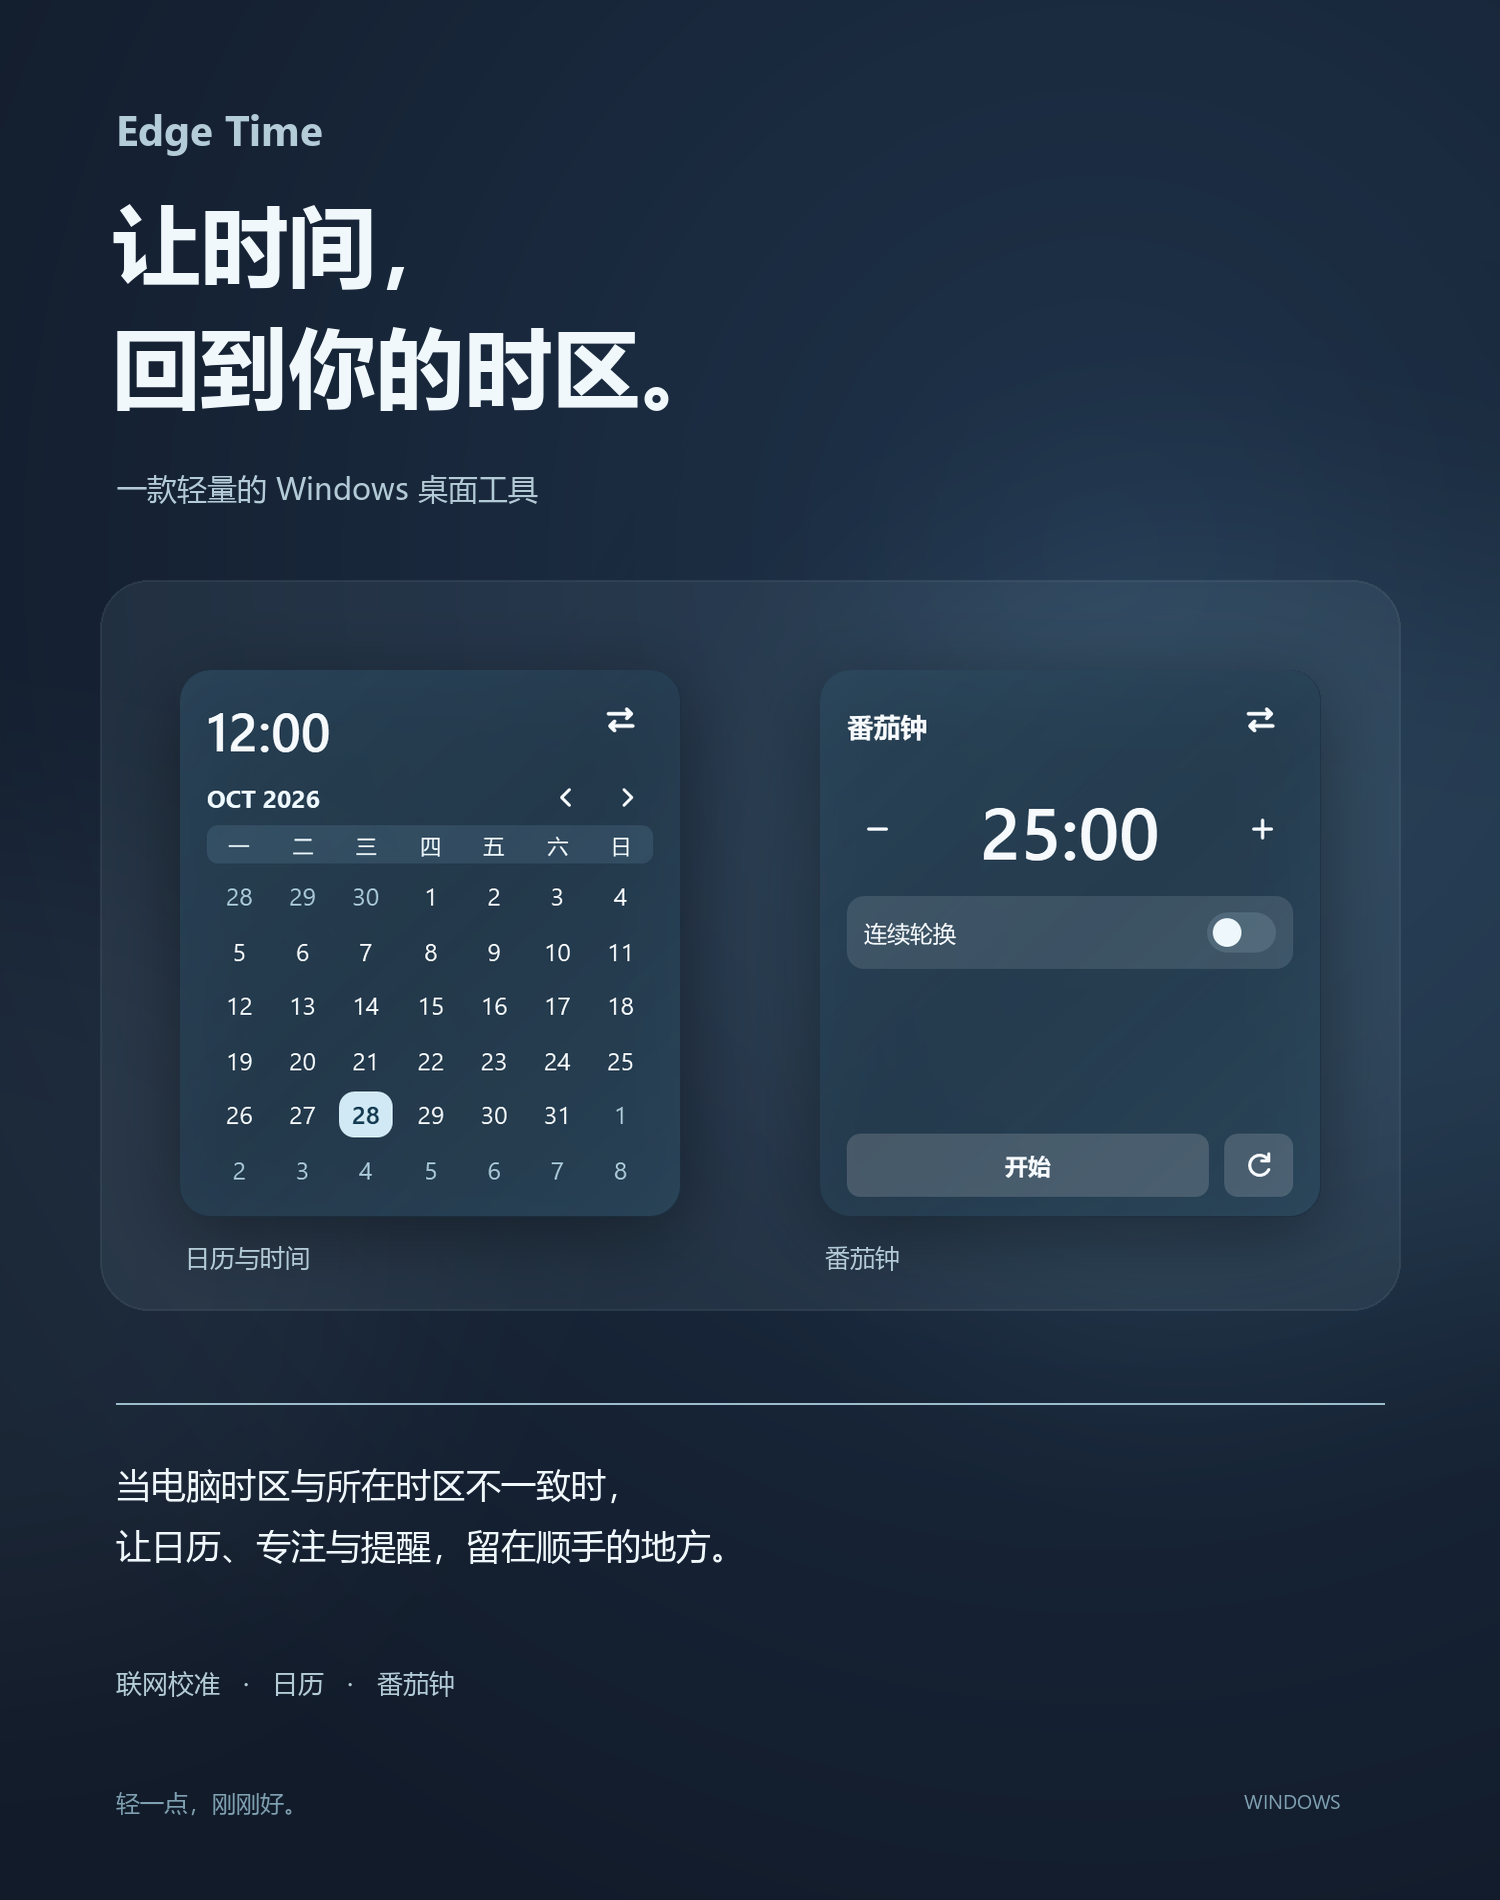 Edge Time
让时间，
回到你的时区。
一款轻量的 Windows 桌面工具
12:00
OCT 2026
一 二 三 四 五 六 日
28 29 30 1 2 3 4
5 6 7 8 9 10 11
12 13 14 15 16 17 18
19 20 21 22 23 24 25
26 27 28 29 30 31 1
2 3 4 5 6 7 8
日历与时间
番茄钟
− 25:00 +
连续轮换
开始
番茄钟
当电脑时区与所在时区不一致时，
让日历、专注与提醒，留在顺手的地方。
联网校准 · 日历 · 番茄钟
轻一点，刚刚好。
WINDOWS